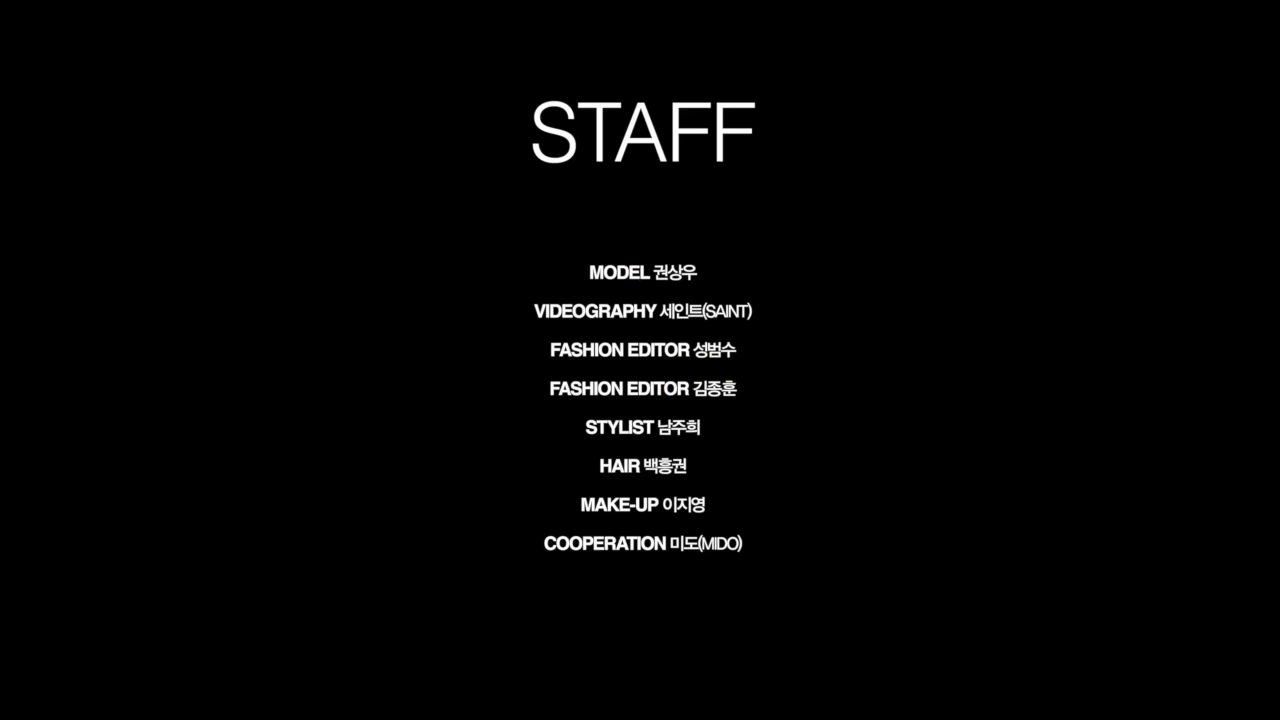 STAFF
MODEL 권상우
VIDEOGRAPHY 세인트(SAINT)
FASHION EDITOR 성범수
FASHION EDITOR 김종훈
STYLIST 남주희
HAIR 백흥권
MAKE-UP 이지영
COOPERATION 미도(MIDO)